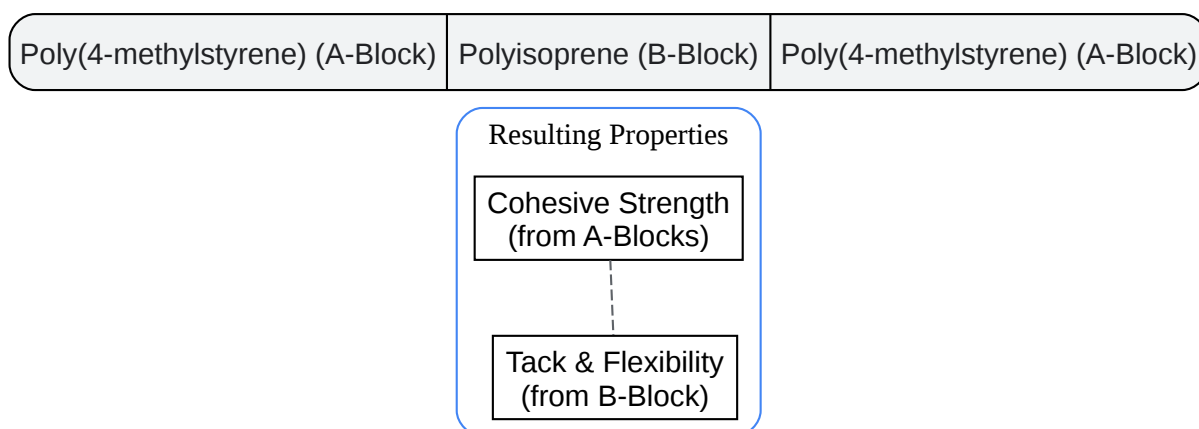 Poly(4-methylstyrene) (A-Block) Polyisoprene (B-Block) Poly(4-methylstyrene) (A-Block)
Resulting Properties
Cohesive Strength
(from A-Blocks)
Tack & Flexibility
(from B-Block)